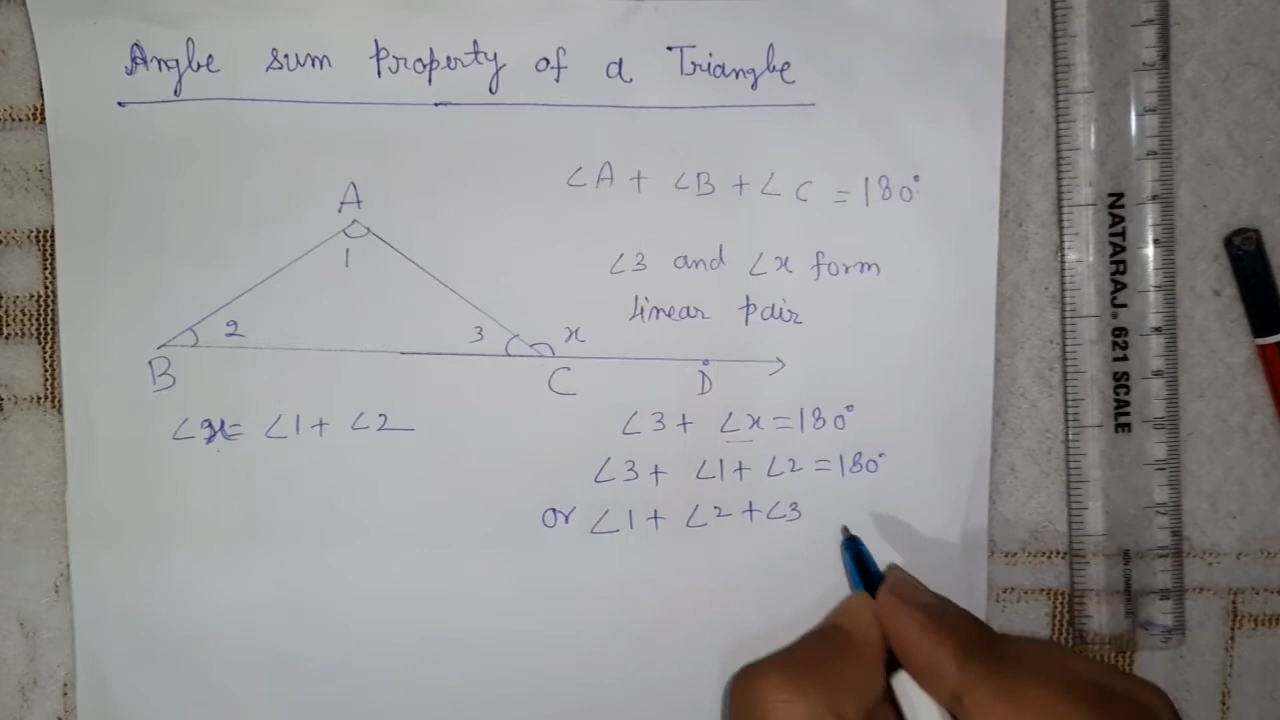 Angle sum property of a Triangle
∠A + ∠B + ∠C = 180°
A
1
∠3 and ∠x form
linear pair
2
3
x
B
C
D
∠x = ∠1 + ∠2
∠3 + ∠x = 180°
∠3 + ∠1 + ∠2 = 180°
or ∠1 + ∠2 + ∠3
NATARAJ. 621 SCALE